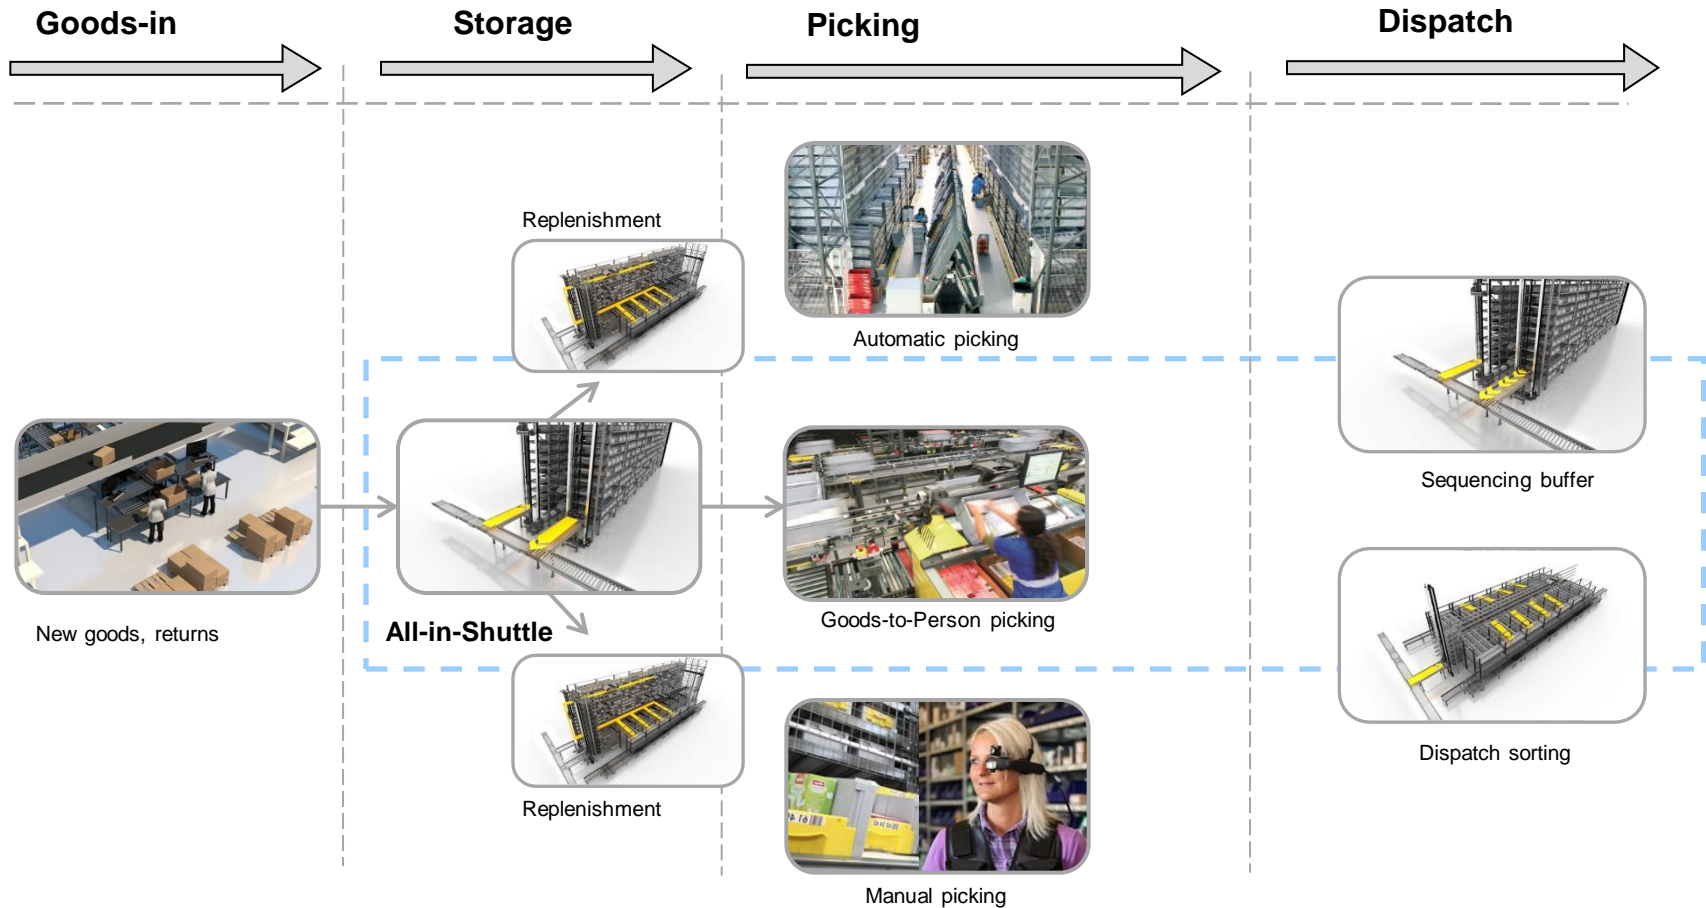 Goods-in
Storage
Picking
Dispatch
Replenishment
Automatic picking
Sequencing buffer
New goods, returns
All-in-Shuttle
Goods-to-Person picking
Dispatch sorting
Replenishment
Manual picking